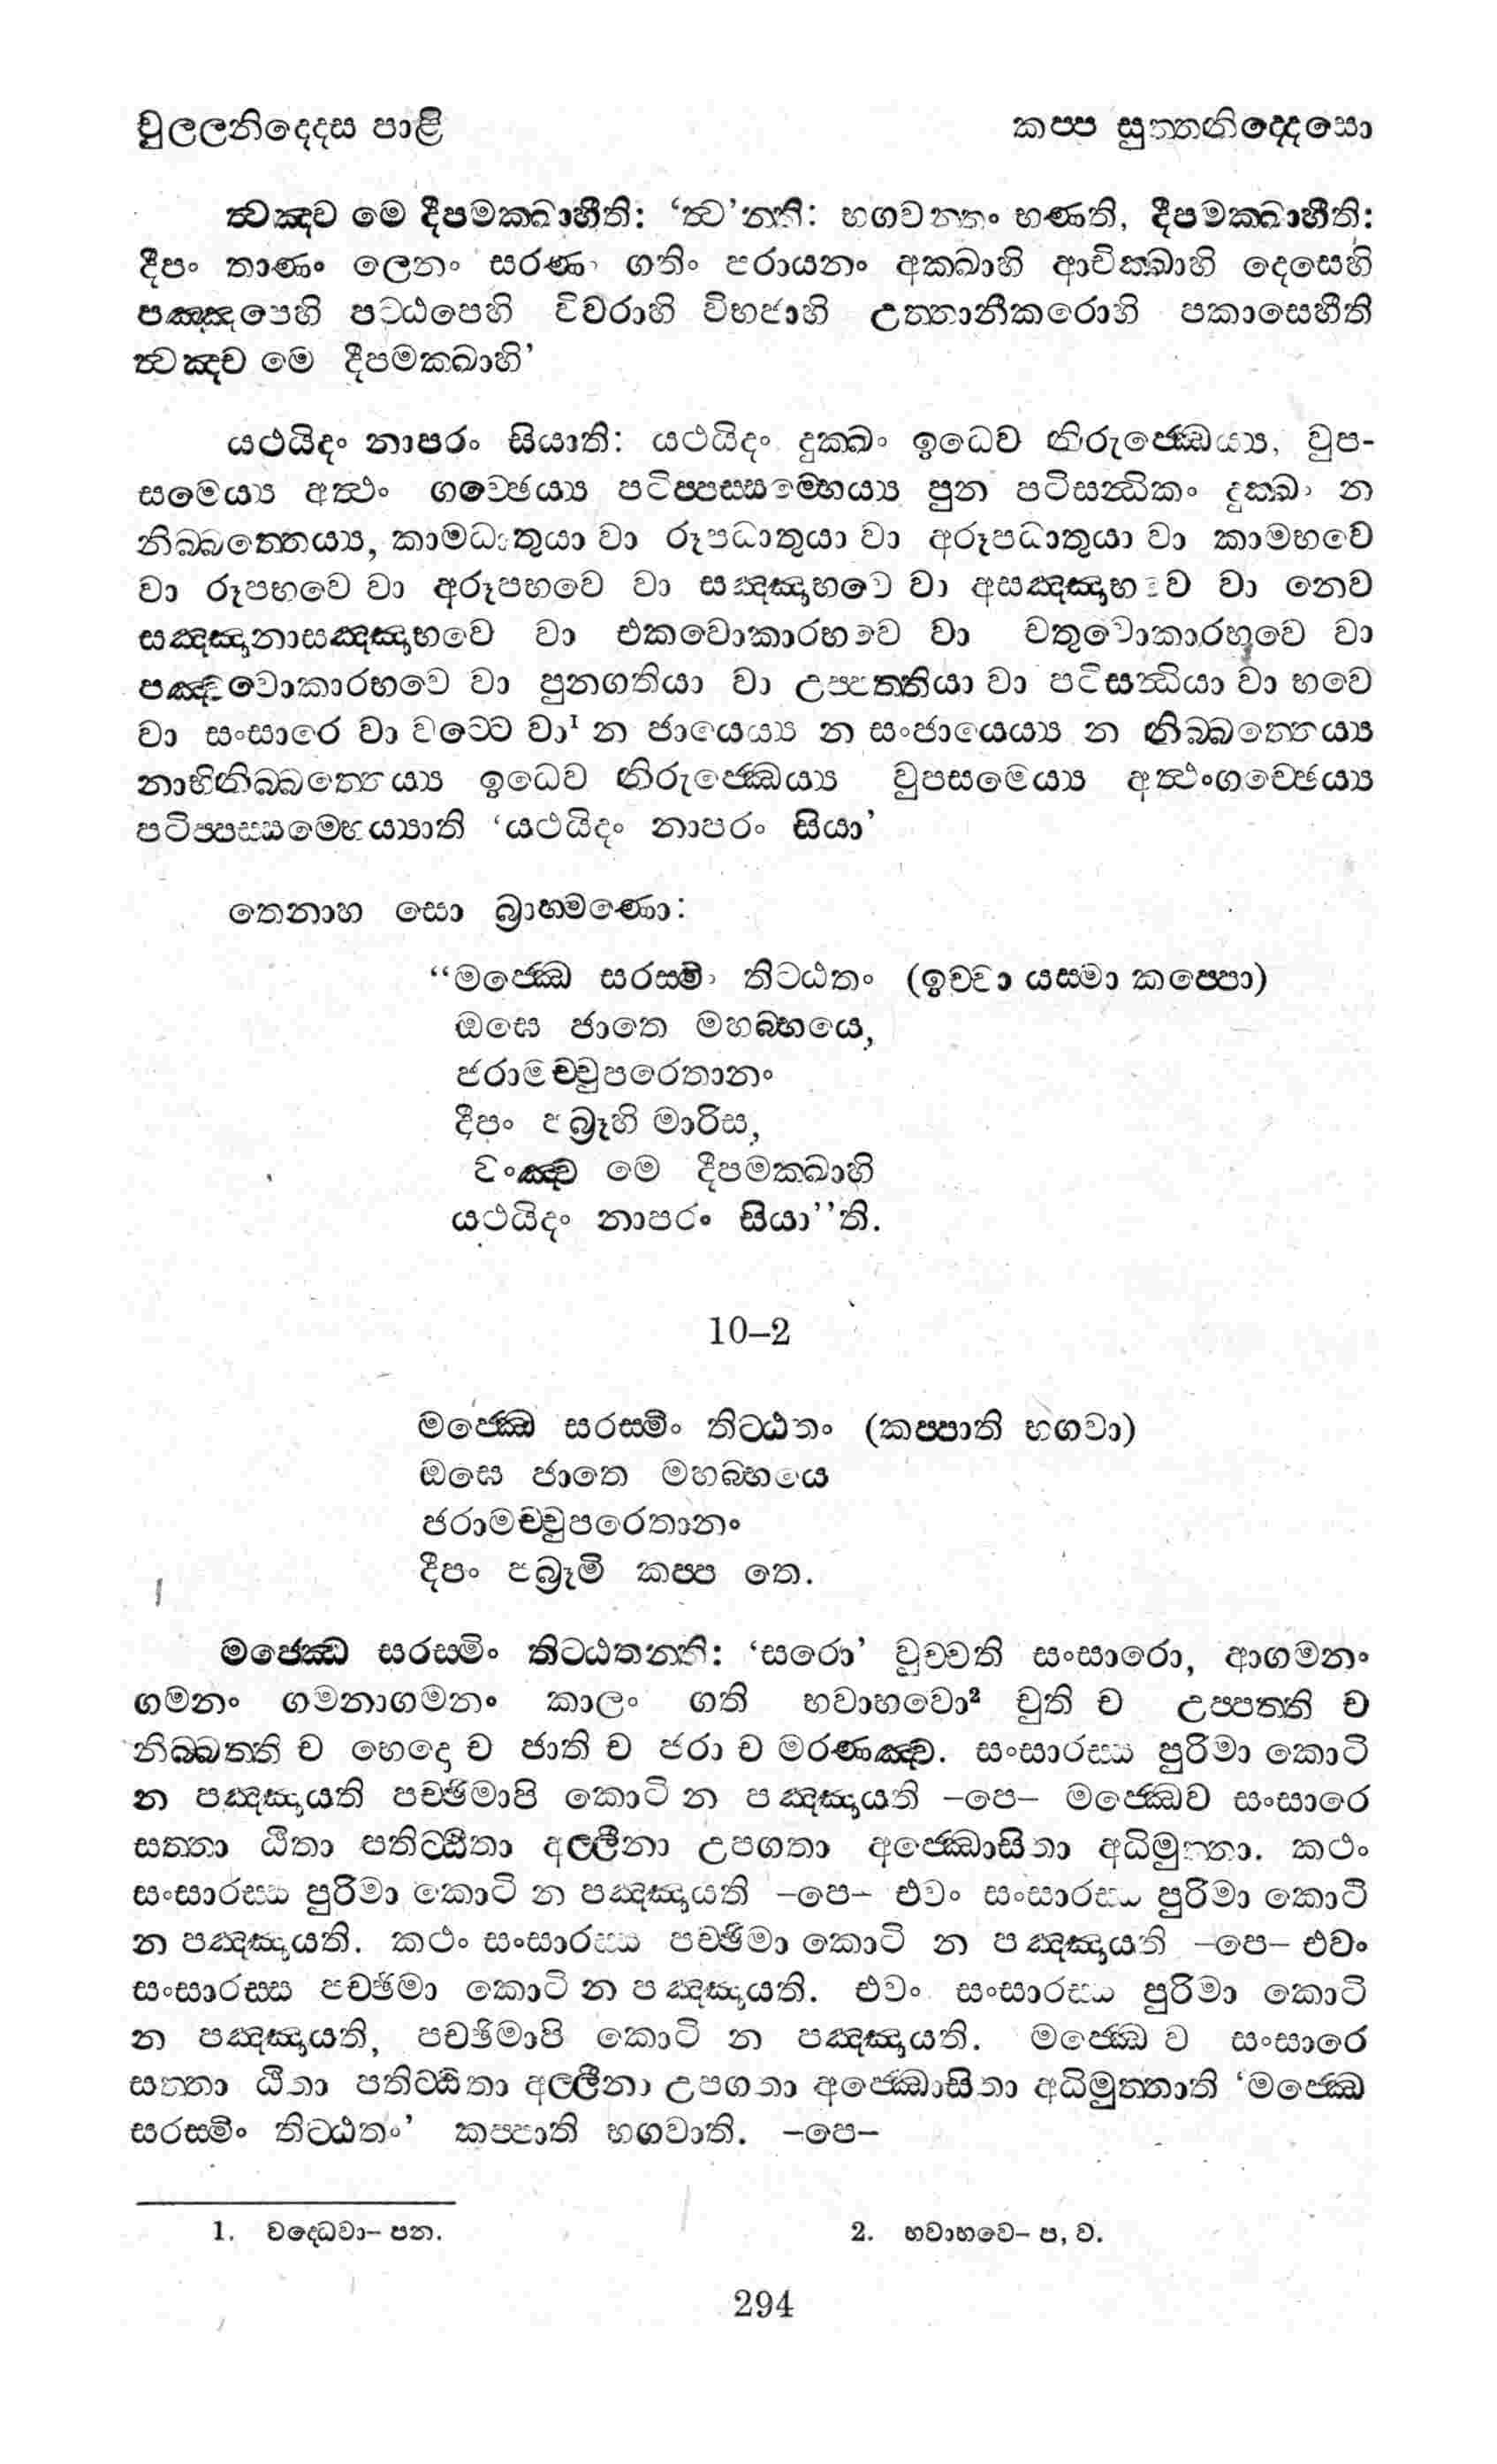 චුලලනිදෙදස පාළි
කප්ප සුත්තනිද්දෙසො
ත්වඤ්ච මෙ දීපමක්ඛාහීති: ‘ත්ව’න්ති: භගවන්තං භණති, දීපමක්ඛාහීති:
දීපං තාණං ලෙනං සරණං ගතිං පරායනං අක්ඛාහි ආචික්ඛාහි දෙසෙහි
පඤ්ඤපෙහි පට්ඨපෙහි විවරාහි විභජාහි උත්තානීකරොහි පකාසෙහීති
ත්වඤ්ච මෙ දීපමක්ඛාහි’
යථයිදං නාපරං සියාති: යථයිදං දුක්ඛං ඉධෙව නිරුජ්ඣෙය්‍ය, වුප-
සමෙය්‍ය අත්ථං ගච්ඡෙය්‍ය පටිප්පස්සම්භෙය්‍ය පුන පටිසන්ධිකං දුක්ඛං න
නිබ්බත්තෙය්‍ය, කාමධාතුයා වා රූපධාතුයා වා අරූපධාතුයා වා කාමභවෙ
වා රූපභවෙ වා අරූපභවෙ වා සඤ්ඤාභවෙ වා අසඤ්ඤාභවෙ වා නෙව
සඤ්ඤානාසඤ්ඤාභවෙ වා එකවොකාරභවෙ වා චතුවොකාරභවෙ වා
පඤ්චවොකාරභවෙ වා පුනගතියා වා උප්පත්තියා වා පටිසන්ධියා වා භවෙ
වා සංසාරෙ වා වට්ටෙ වා¹ න ජායෙය්‍ය න සංජායෙය්‍ය න නිබ්බත්තෙය්‍ය
නාභිනිබ්බත්තෙය්‍ය ඉධෙව නිරුජ්ඣෙය්‍ය වුපසමෙය්‍ය අත්ථංගච්ඡෙය්‍ය
පටිප්පස්සම්භෙය්‍යාති ‘යථයිදං නාපරං සියා’
තෙනාහ සො බ්‍රාහමණො:
“මජ්ඣෙ සරස්මිං තිට්ඨතං (ඉච්චායස්මා කප්පො)
ඔඝෙ ජාතෙ මහබ්භයෙ,
ජරාමච්චුපරෙතානං
දීපං පබ්‍රූහි මාරිස,
ත්වඤ්ච මෙ දීපමක්ඛාහි
යථයිදං නාපරං සියා”ති.
10–2
මජ්ඣෙ සරස්මිං තිට්ඨතං (කප්පාති භගවා)
ඔඝෙ ජාතෙ මහබ්භයෙ
ජරාමච්චුපරෙතානං
දීපං පබ්‍රූමි කප්ප තෙ.
මජ්ඣෙ සරස්මිං තිට්ඨතන්ති: ‘සරො’ වුච්චති සංසාරො, ආගමනං
ගමනං ගමනාගමනං කාලං ගති භවාභවො² චුති ච උප්පත්ති ච
නිබ්බත්ති ච භෙදො ච ජාති ච ජරා ච මරණඤ්ච. සංසාරස්ස පුරිමා කොටි
න පඤ්ඤායති පච්ඡිමාපි කොටි න පඤ්ඤායති –පෙ– මජ්ඣෙව සංසාරෙ
සත්තා ඨිතා පතිට්ඨිතා අල්ලීනා උපගතා අජ්ඣොසිතා අධිමුත්තා. කථං
සංසාරස්ස පුරිමා කොටි න පඤ්ඤායති –පෙ– එවං සංසාරස්ස පුරිමා කොටි
න පඤ්ඤායති. කථං සංසාරස්ස පච්ඡිමා කොටි න පඤ්ඤායති –පෙ– එවං
සංසාරස්ස පච්ඡිමා කොටි න පඤ්ඤායති. එවං සංසාරස්ස පුරිමා කොටි
න පඤ්ඤායති, පච්ඡිමාපි කොටි න පඤ්ඤායති. මජ්ඣෙ ව සංසාරෙ
සත්තා ඨිතා පතිට්ඨිතා අල්ලීනා උපගතා අජ්ඣොසිතා අධිමුත්තාති ‘මජ්ඣෙ
සරස්මිං තිට්ඨතං’ කප්පාති භගවාති. –පෙ–
1. වදෙධවා– පන.
2. භවාභවෙ– ප, ව.
294